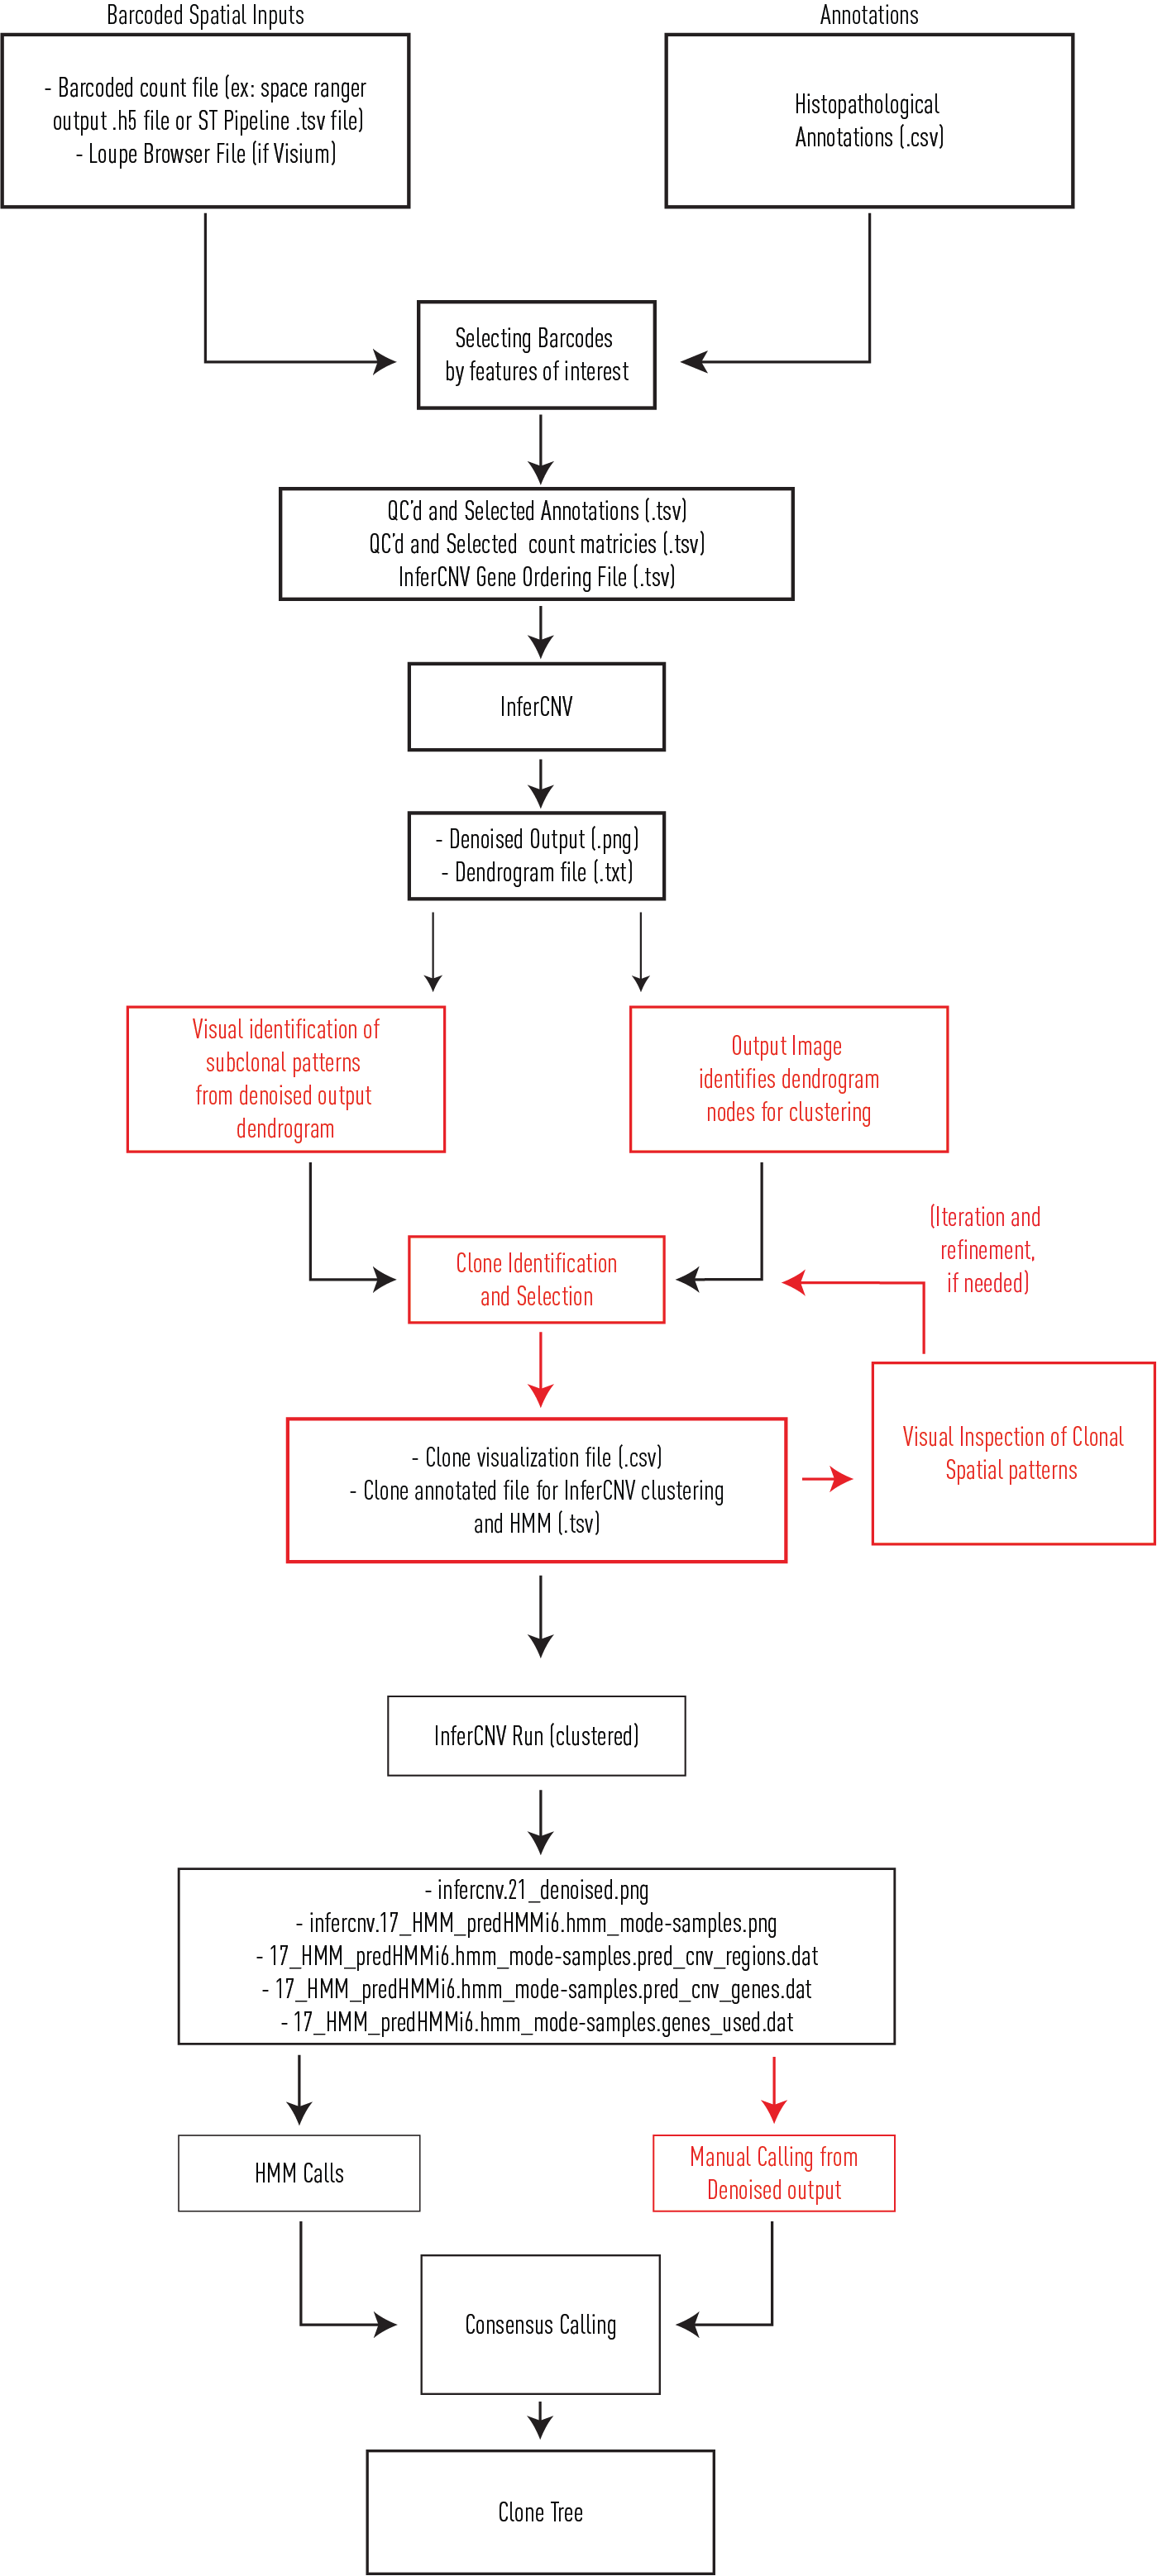 Barcoded Spatial Inputs
Annotations
- Barcoded count file (ex: space ranger
output .h5 file or ST Pipeline .tsv file)
- Loupe Browser File (if Visium)
Histopathological
Annotations (.csv)
Selecting Barcodes
by features of interest
QC'd and Selected Annotations (.tsv)
QC'd and Selected count matricies (.tsv)
InferCNV Gene Ordering File (.tsv)
InferCNV
- Denoised Output (.png)
- Dendrogram file (.txt)
Visual identification of
subclonal patterns
from denoised output
dendrogram
Output Image
identifies dendrogram
nodes for clustering
(Iteration and
refinement,
if needed)
Clone Identification
and Selection
- Clone visualization file (.csv)
- Clone annotated file for InferCNV clustering
and HMM (.tsv)
Visual Inspection of Clonal
Spatial patterns
InferCNV Run (clustered)
- infercnv.21_denoised.png
- infercnv.17_HMM_predHMMi6.hmm_mode-samples.png
- 17_HMM_predHMMi6.hmm_mode-samples.pred_cnv_regions.dat
- 17_HMM_predHMMi6.hmm_mode-samples.pred_cnv_genes.dat
- 17_HMM_predHMMi6.hmm_mode-samples.genes_used.dat
HMM Calls
Manual Calling from
Denoised output
Consensus Calling
Clone Tree